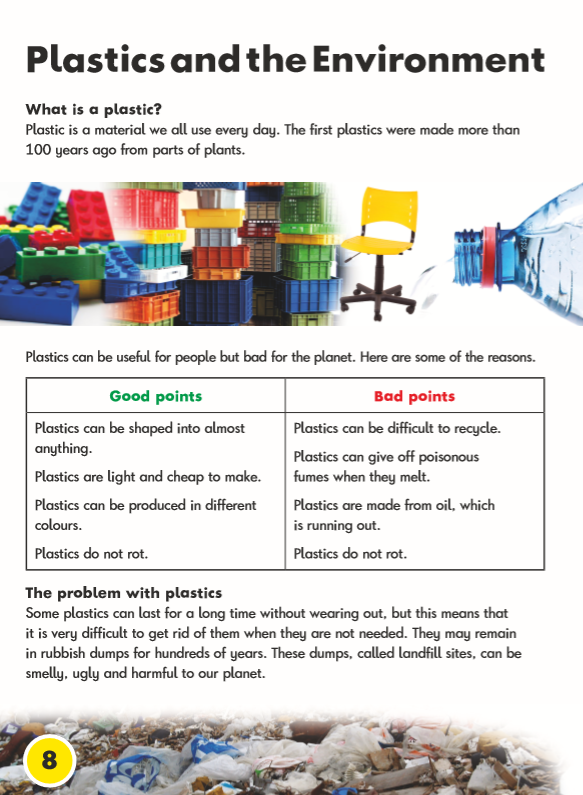 Plastics and the Environment
What is a plastic?
Plastic is a material we all use every day. The first plastics were made more than
100 years ago from parts of plants.
Plastics can be useful for people but bad for the planet. Here are some of the reasons.
Good points
Plastics can be shaped into almost
anything.
Plastics are light and cheap to make.
Plastics can be produced in different
colours.
Plastics do not rot.
Bad points
Plastics can be difficult to recycle.
Plastics can give off poisonous
fumes when they melt.
Plastics are made from oil, which
is running out.
Plastics do not rot.
The problem with plastics
Some plastics can last for a long time without wearing out, but this means that
it is very difficult to get rid of them when they are not needed. They may remain
in rubbish dumps for hundreds of years. These dumps, called landfill sites, can be
smelly, ugly and harmful to our planet.
8